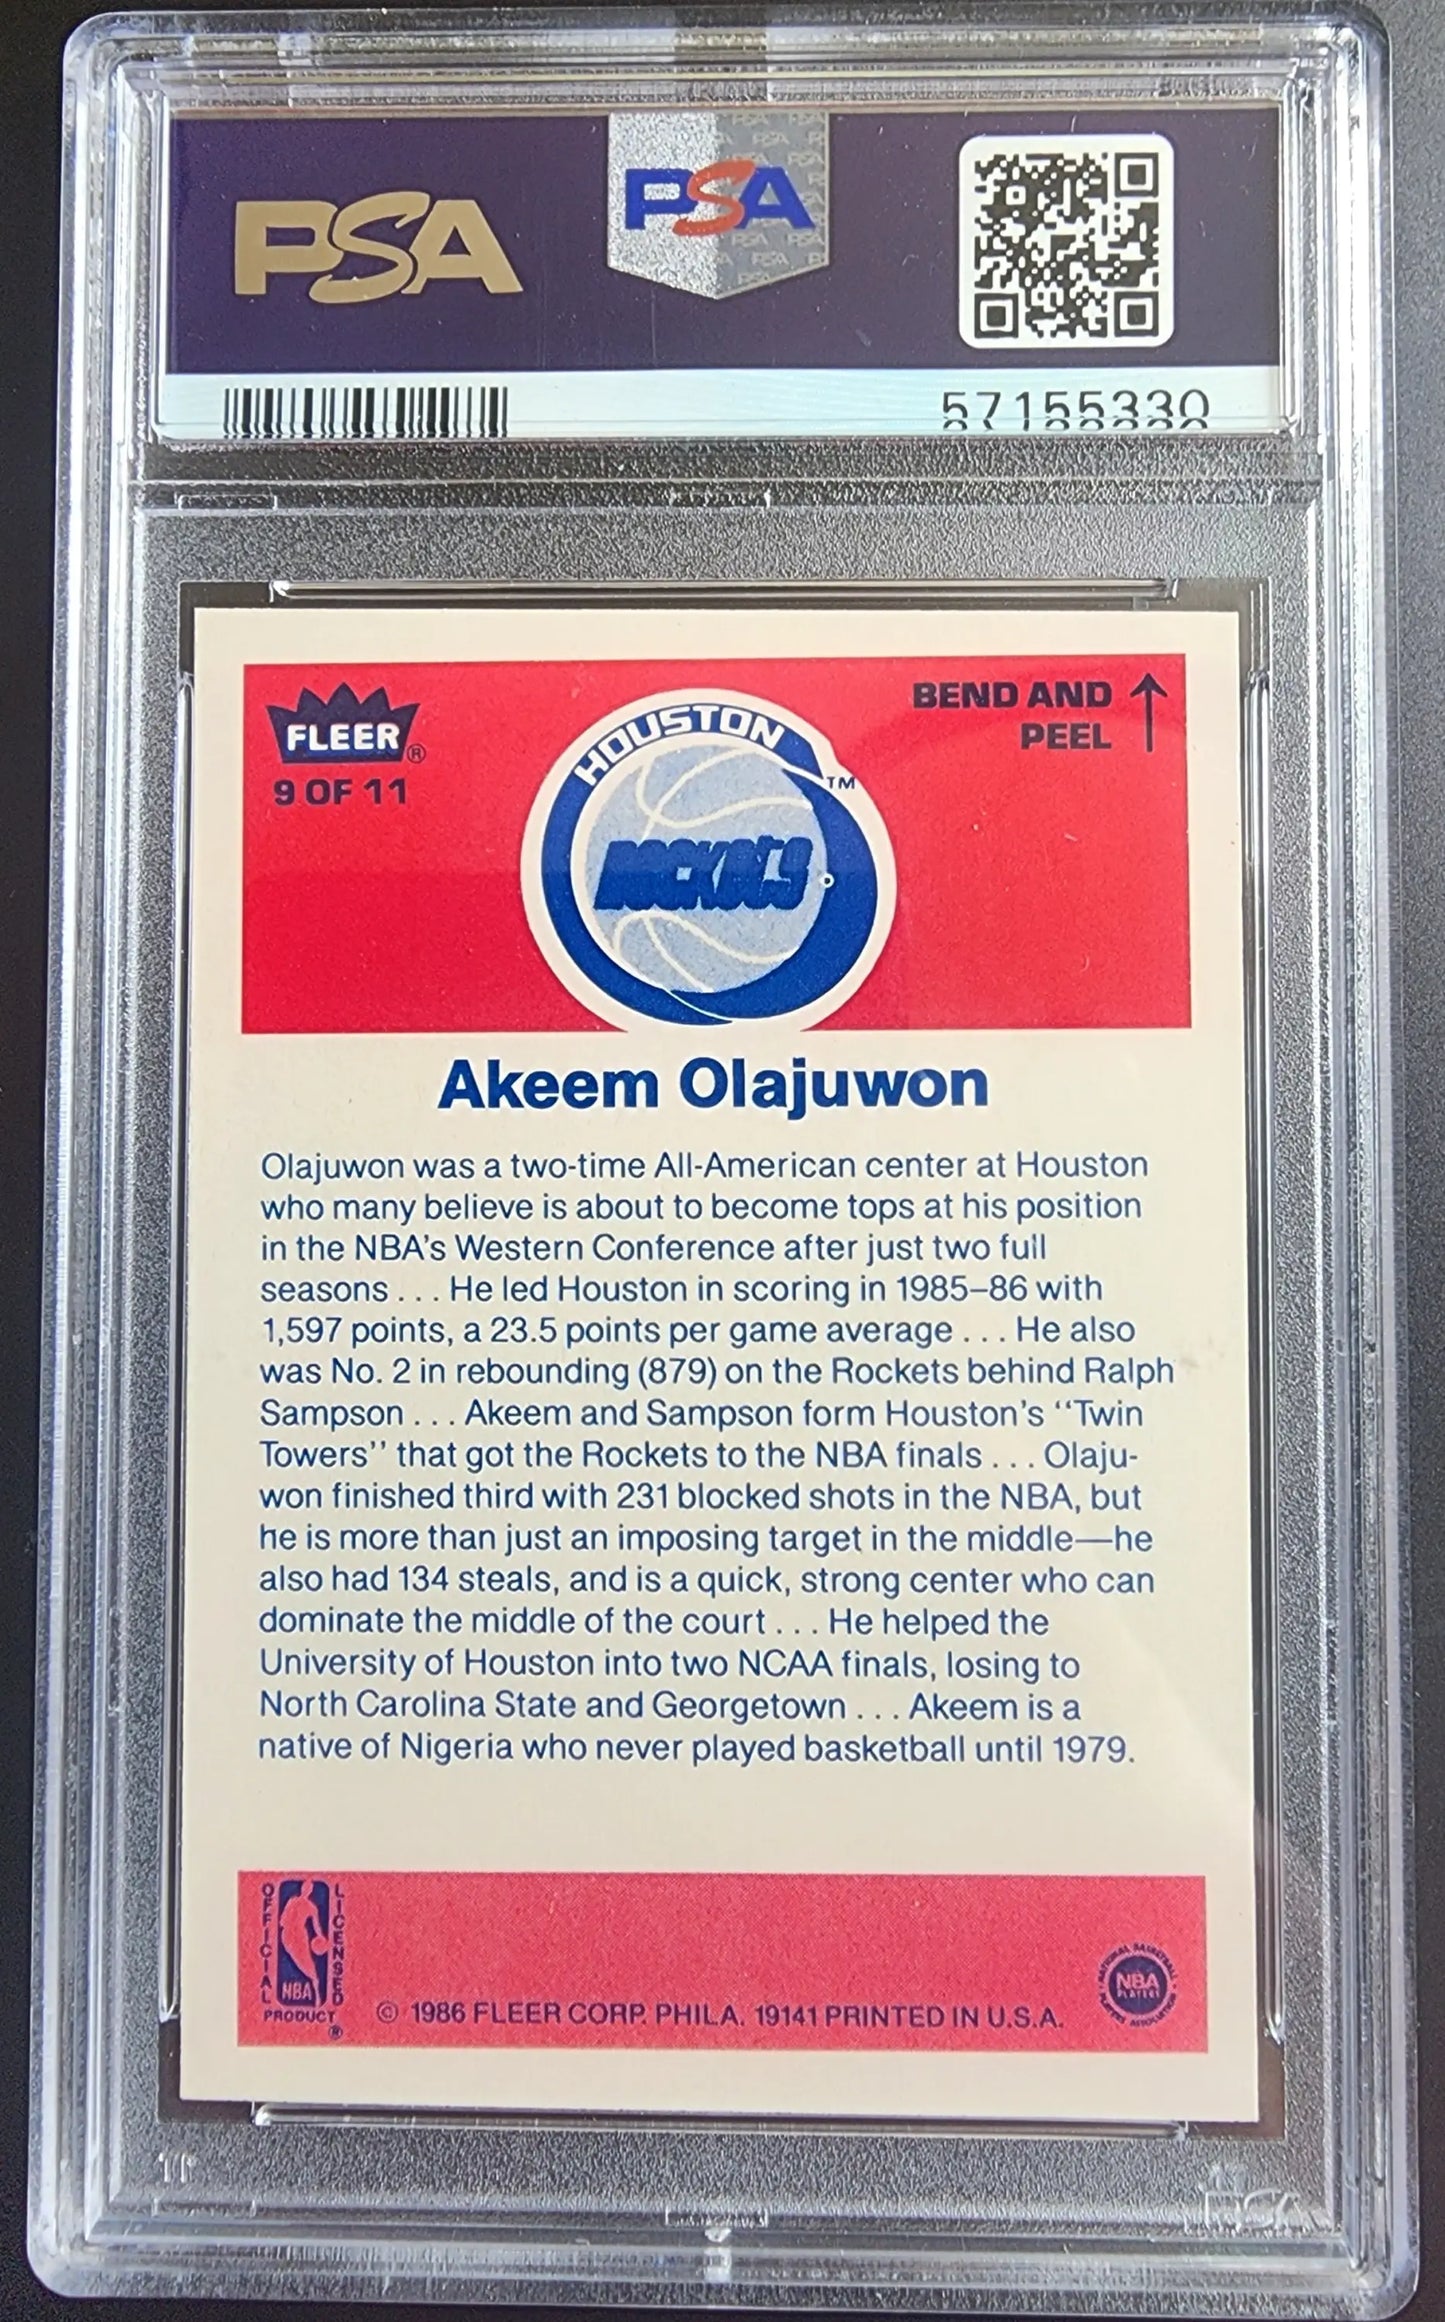 PSA
PSA
57155330
FLEER®
9 OF 11
BEND AND
PEEL
HOUSTON
ROCKETS
TM
Akeem Olajuwon
Olajuwon was a two-time All-American center at Houston
who many believe is about to become tops at his position
in the NBA's Western Conference after just two full
seasons . . . He led Houston in scoring in 1985–86 with
1,597 points, a 23.5 points per game average . . . He also
was No. 2 in rebounding (879) on the Rockets behind Ralph
Sampson . . . Akeem and Sampson form Houston's ‘‘Twin
Towers’’ that got the Rockets to the NBA finals . . . Olaju-
won finished third with 231 blocked shots in the NBA, but
he is more than just an imposing target in the middle—he
also had 134 steals, and is a quick, strong center who can
dominate the middle of the court . . . He helped the
University of Houston into two NCAA finals, losing to
North Carolina State and Georgetown . . . Akeem is a
native of Nigeria who never played basketball until 1979.
OFFICIAL
NBA
LICENSED
PRODUCT
®
© 1986 FLEER CORP. PHILA. 19141 PRINTED IN U.S.A.
NATIONAL BASKETBALL
NBA
PLAYERS
PLAYERS ASSOCIATION
PSA